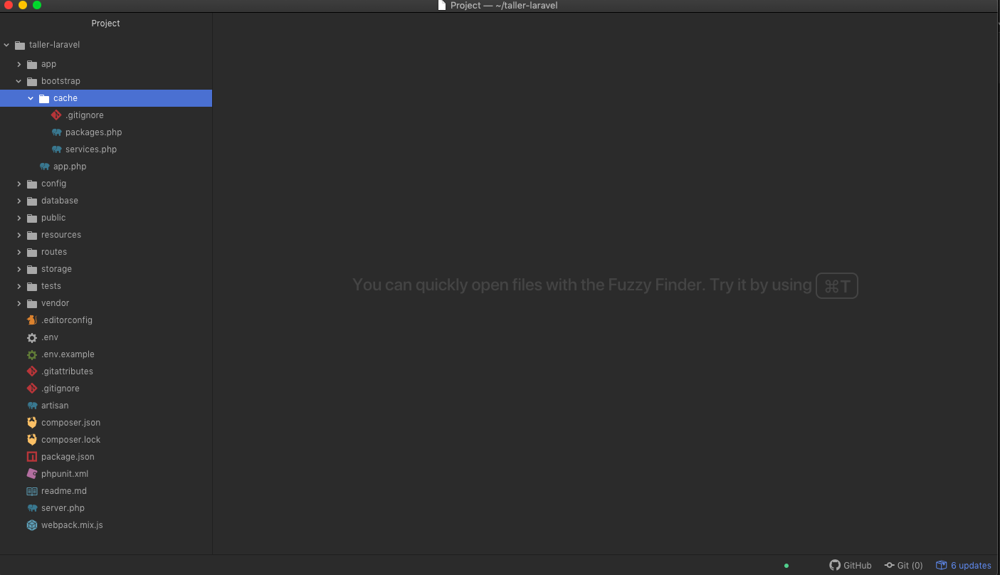 Project — ~/taller-laravel
Project
taller-laravel
app
bootstrap
cache
.gitignore
packages.php
services.php
app.php
config
database
public
resources
routes
storage
tests
vendor
.editorconfig
.env
.env.example
.gitattributes
.gitignore
artisan
composer.json
composer.lock
package.json
phpunit.xml
readme.md
server.php
webpack.mix.js
You can quickly open files with the Fuzzy Finder. Try it by using ⌘T
GitHub Git (0) 6 updates